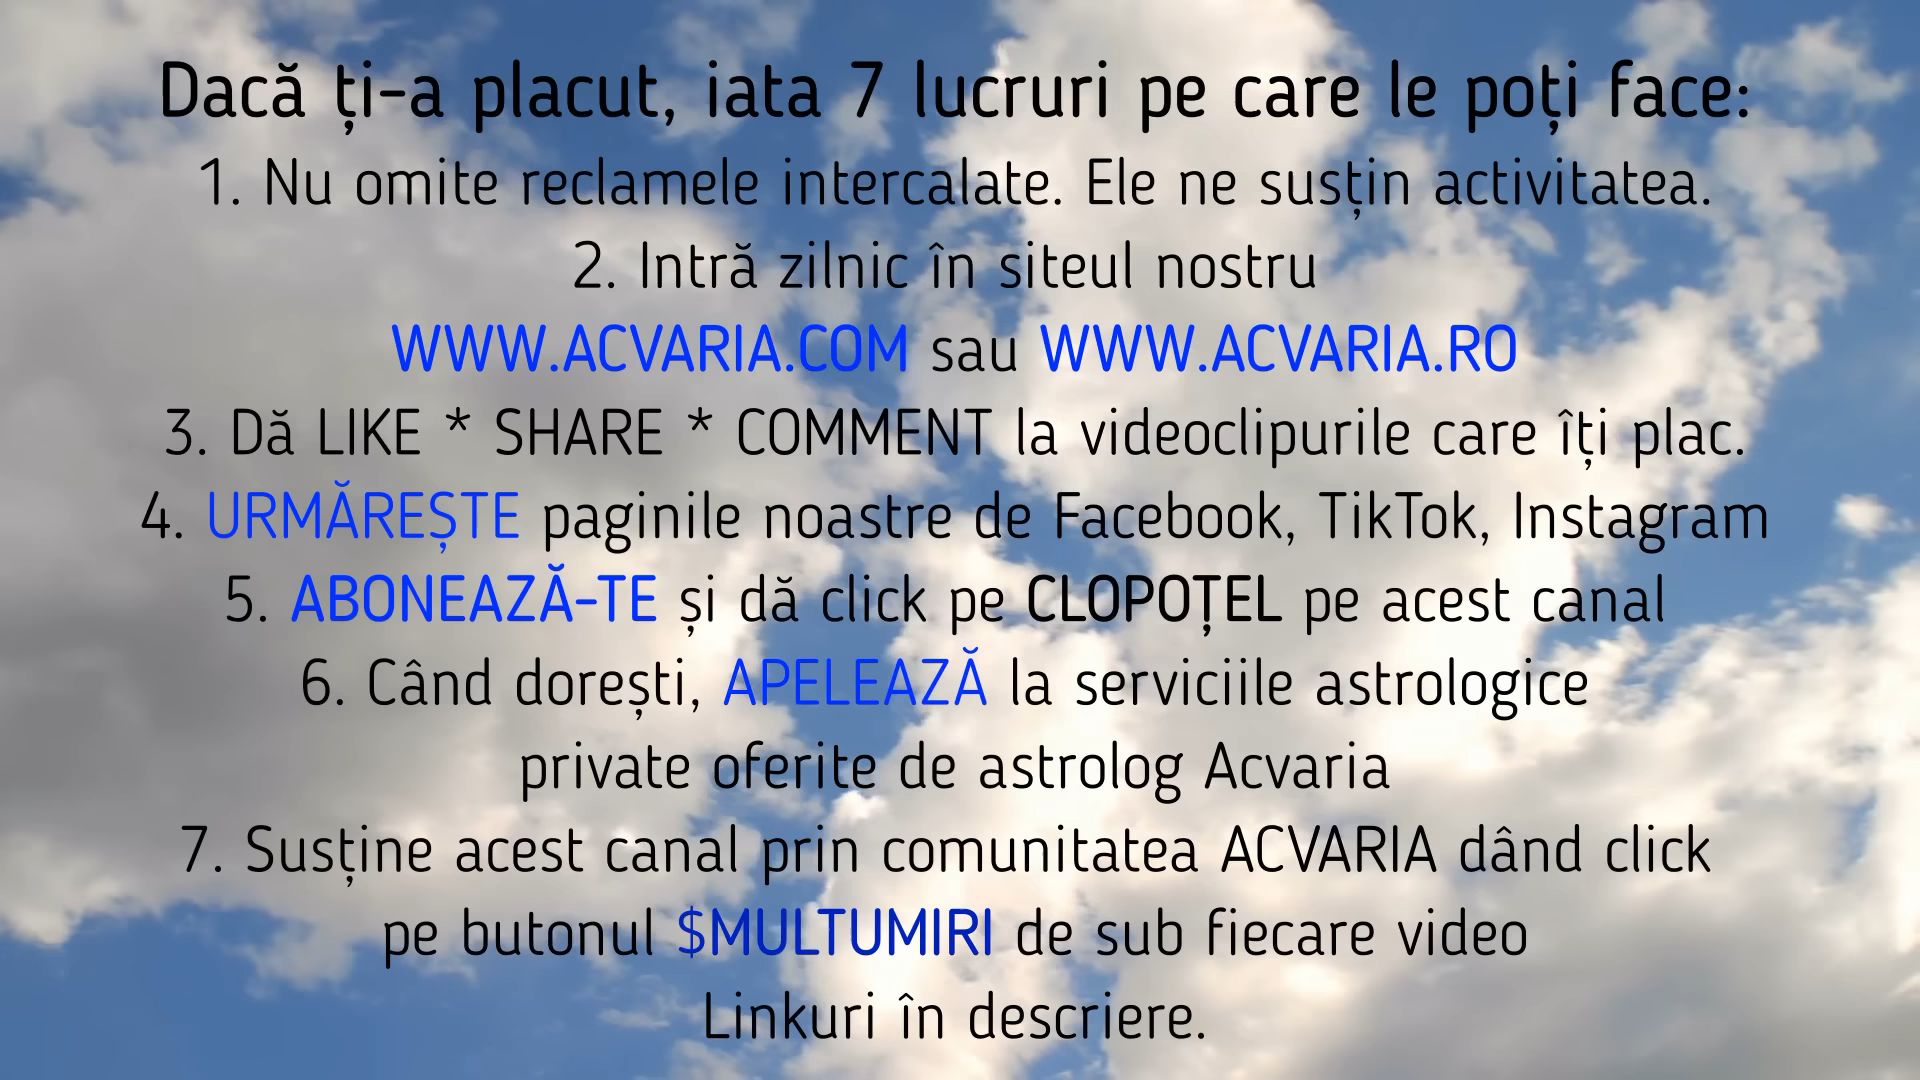 Dacă ți-a placut, iata 7 lucruri pe care le poți face:
1. Nu omite reclamele intercalate. Ele ne susțin activitatea.
2. Intră zilnic în siteul nostru
WWW.ACVARIA.COM sau WWW.ACVARIA.RO
3. Dă LIKE * SHARE * COMMENT la videoclipurile care îți plac.
4. URMĂREȘTE paginile noastre de Facebook, TikTok, Instagram
5. ABONEAZĂ-TE și dă click pe CLOPOȚEL pe acest canal
6. Când dorești, APELEAZĂ la serviciile astrologice
private oferite de astrolog Acvaria
7. Susține acest canal prin comunitatea ACVARIA dând click
pe butonul $MULTUMIRI de sub fiecare video
Linkuri în descriere.